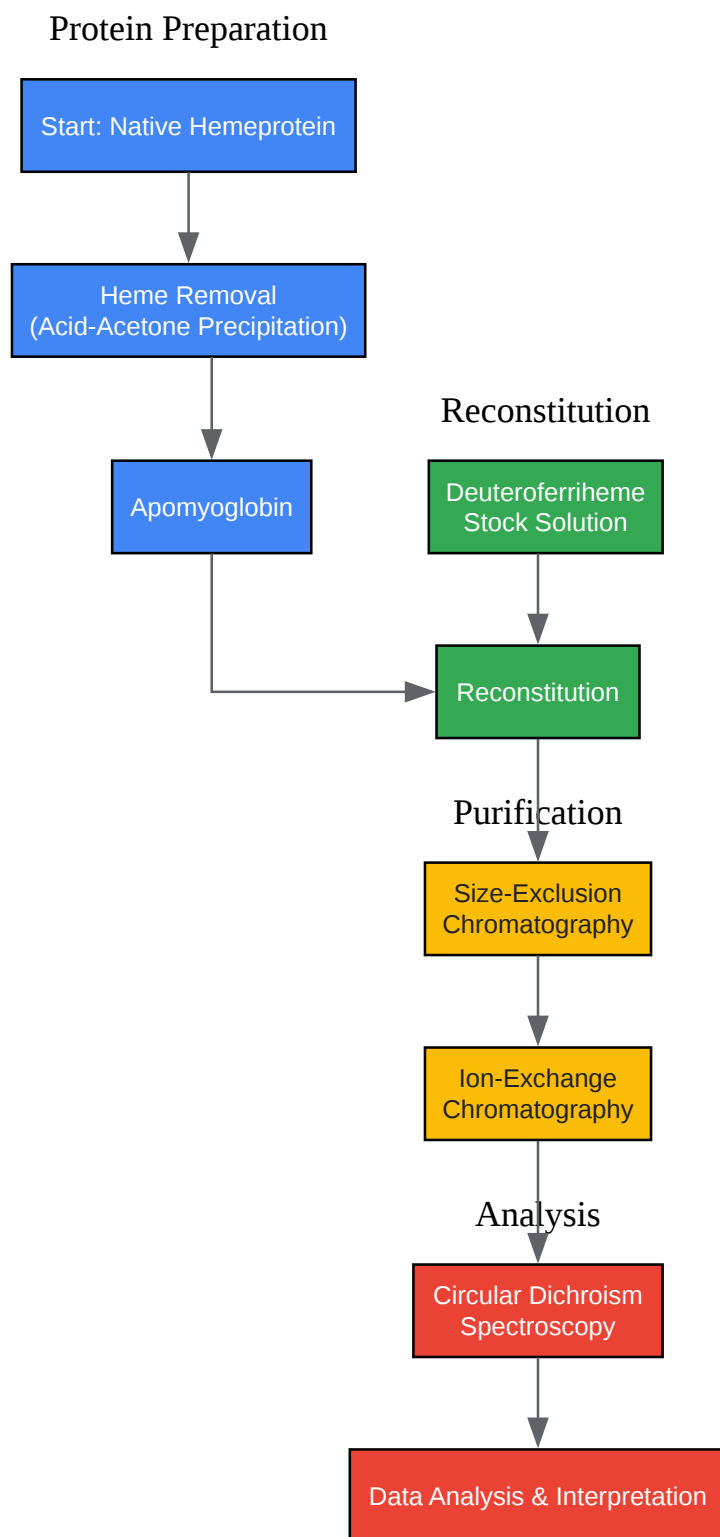 Protein Preparation
Start: Native Hemeprotein
Heme Removal
(Acid-Acetone Precipitation)
Apomyoglobin
Reconstitution
Deuteroferriheme
Stock Solution
Reconstitution
Purification
Size-Exclusion
Chromatography
Ion-Exchange
Chromatography
Analysis
Circular Dichroism
Spectroscopy
Data Analysis & Interpretation